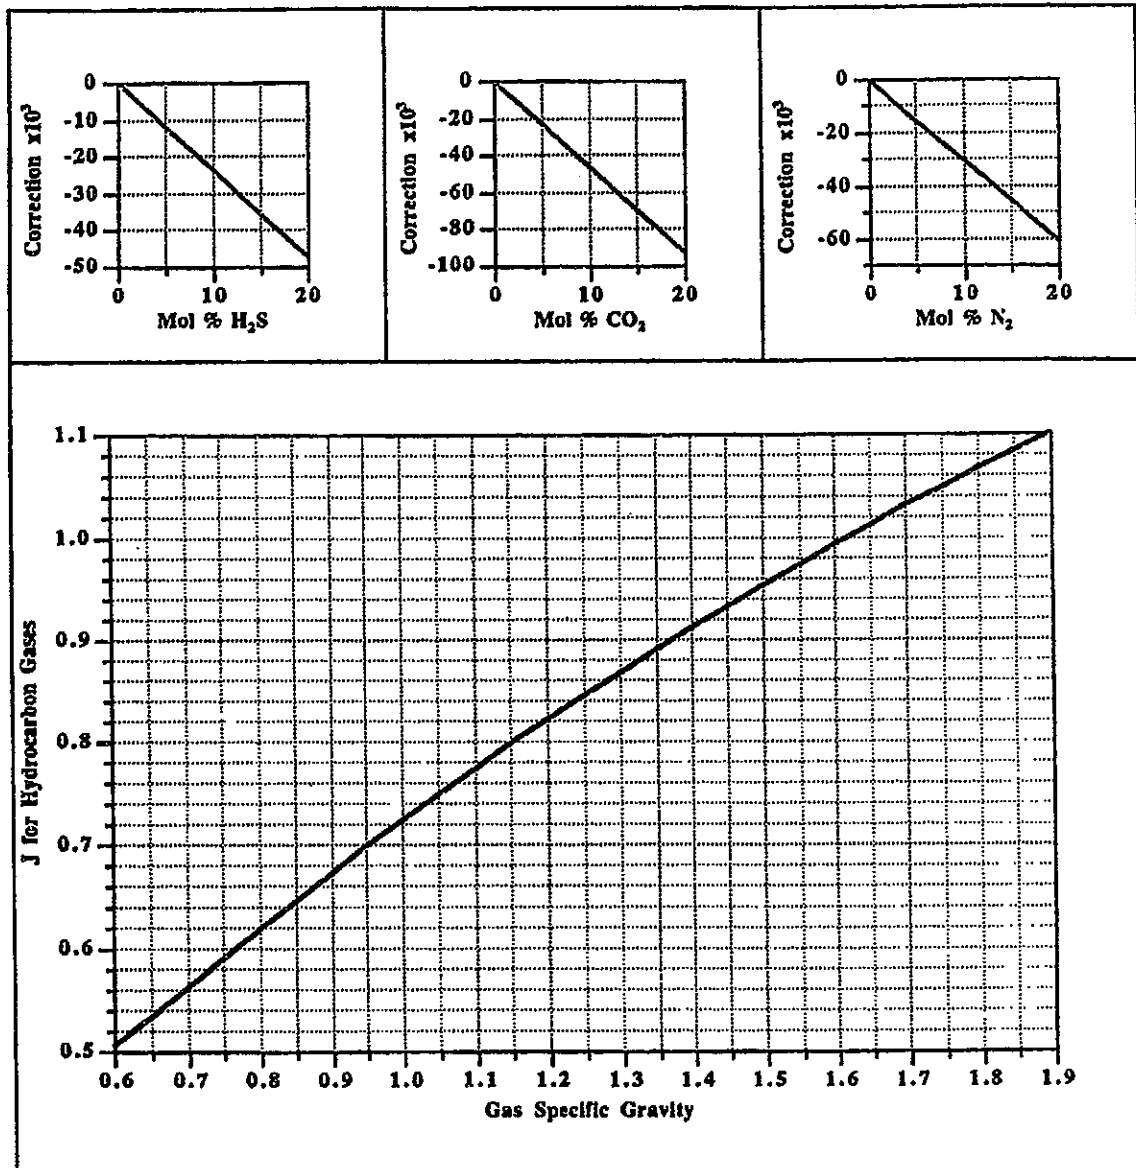 Correction x10³
0
-10
-20
-30
-40
-50
0 10 20
Mol % H₂S
Correction x10³
0
-20
-40
-60
-80
-100
0 10 20
Mol % CO₂
Correction x10³
0
-20
-40
-60
0 10 20
Mol % N₂
J for Hydrocarbon Gases
1.1
1.0
0.9
0.8
0.7
0.6
0.5
0.6 0.7 0.8 0.9 1.0 1.1 1.2 1.3 1.4 1.5 1.6 1.7 1.8 1.9
Gas Specific Gravity